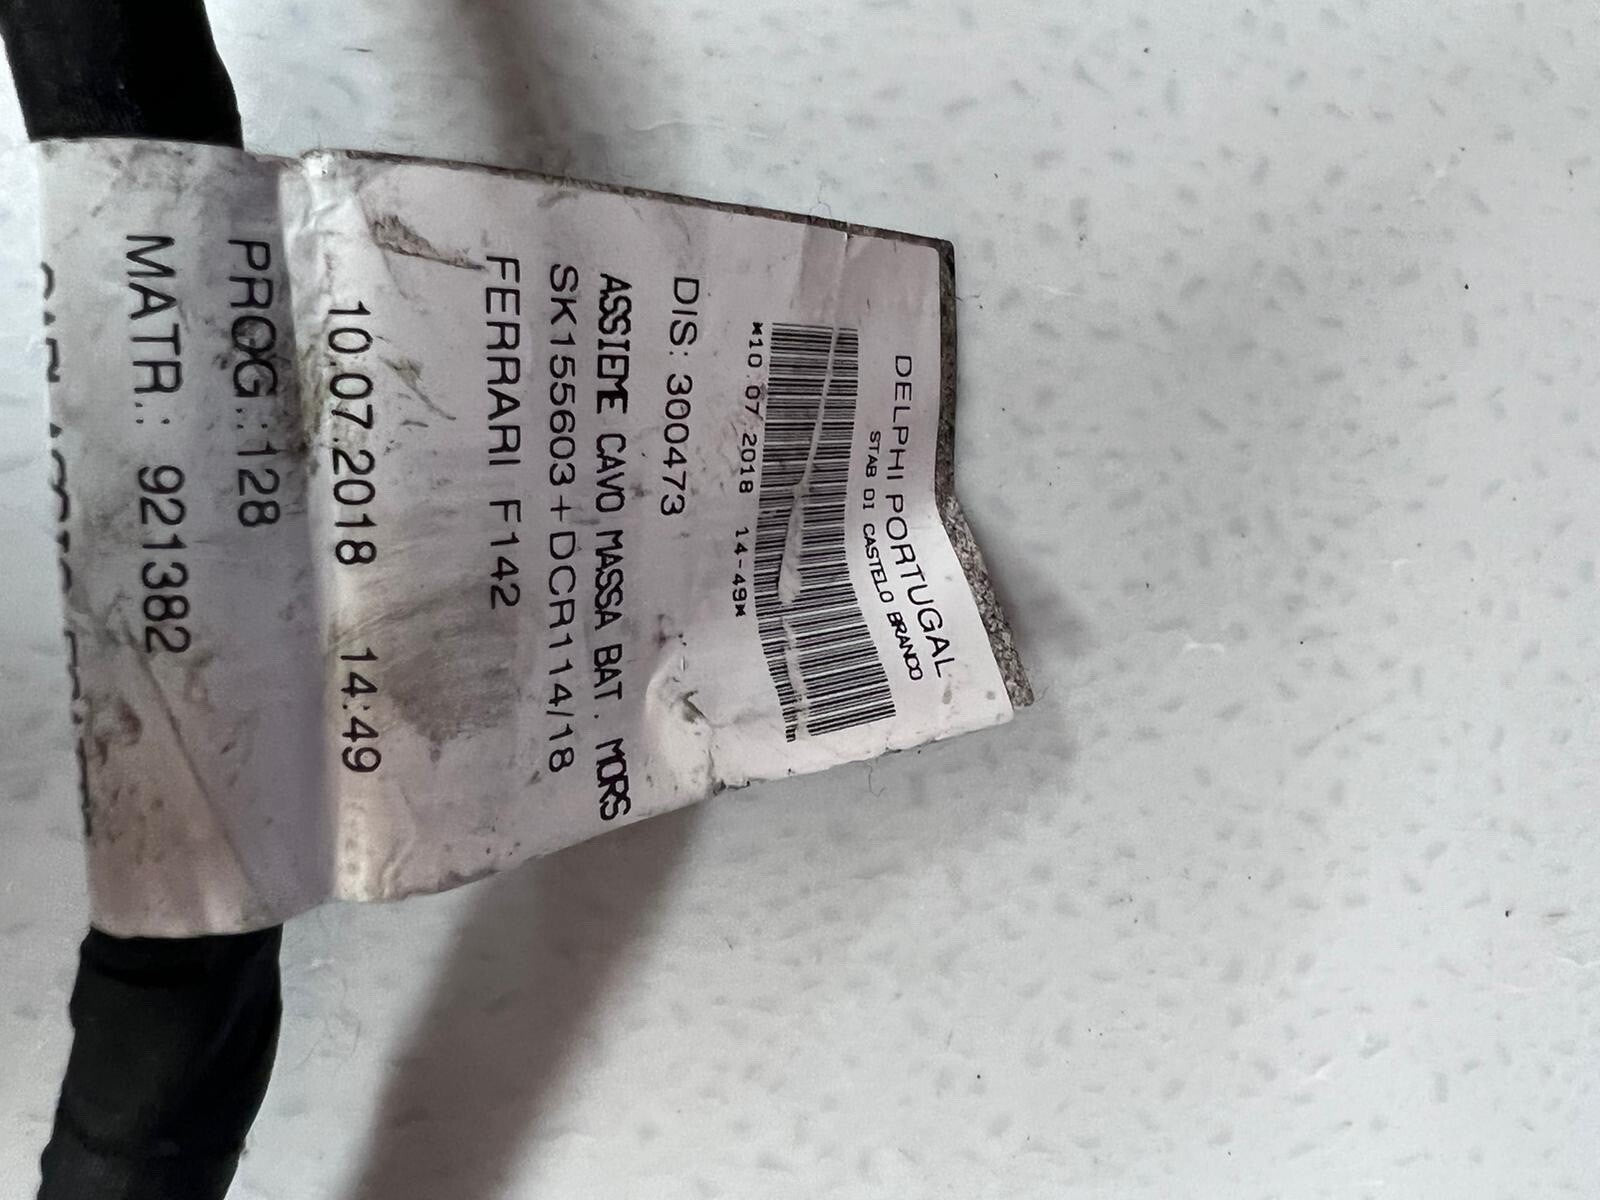 DELPHI PORTUGAL
STAB DI CASTELO BRANCO
*10.07.2018 14-49*
DIS: 300473
ASSIEME CAVO MASSA BAT. MORS
SK155603+DCR114/18
FERRARI F142
10.07.2018 14:49
PROG.:128
MATR.: 921382